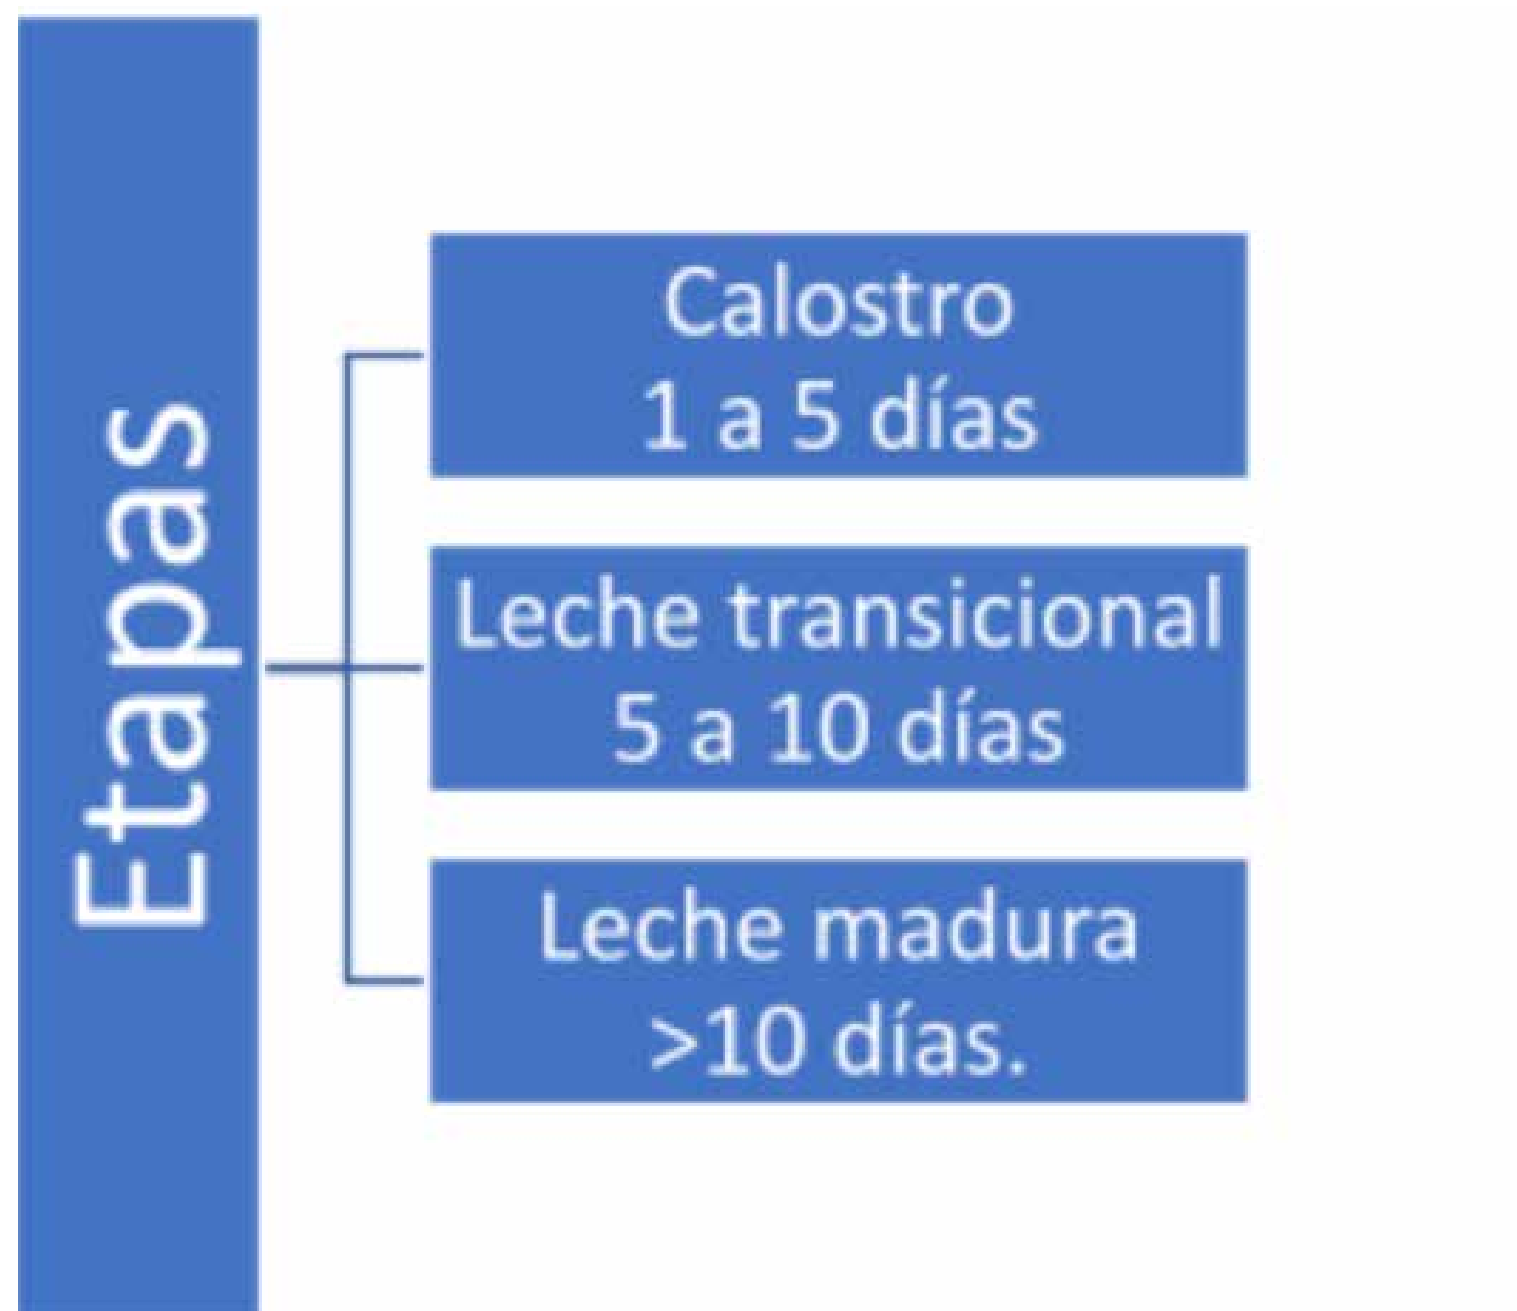 Etapas
Calostro
1 a 5 días
Leche transicional
5 a 10 días
Leche madura
>10 días.